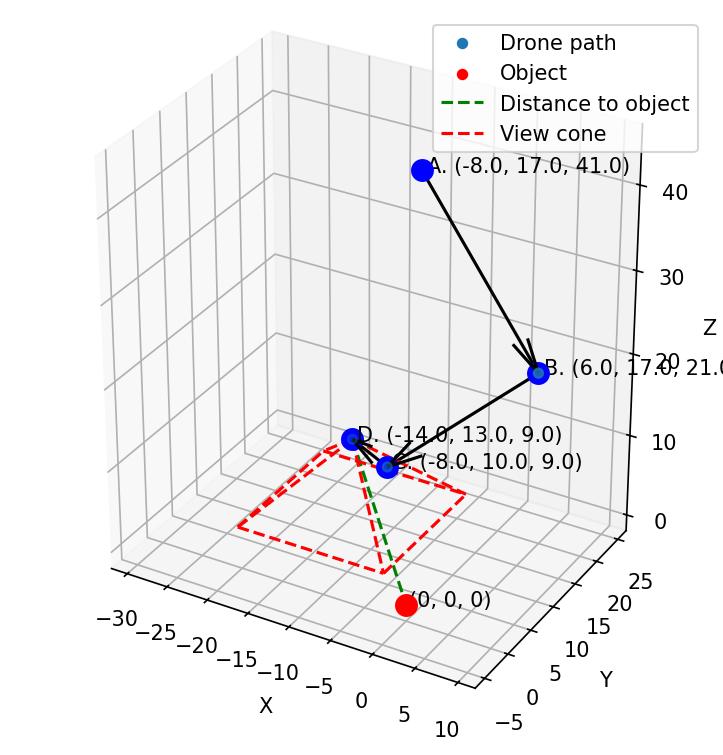 Drone path
Object
Distance to object
View cone
A. (-8.0, 17.0, 41.0)
40
30
Z
20
B. (6.0, 17.0, 21.0
D. (-14.0, 13.0, 9.0)
10
(-8.0, 10.0, 9.0)
0
(0, 0, 0)
−30
−25
−20
−15
−10
−5
0
5
10
X
−5
0
5
10
15
20
25
Y